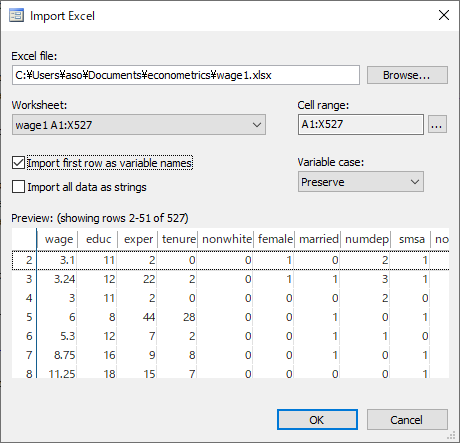 Import Excel
Excel file:
C:¥Users¥aso¥Documents¥econometrics¥wage1.xlsx
Browse...
Worksheet:
Cell range:
wage1 A1:X527
A1:X527
...
Import first row as variable names
Variable case:
Import all data as strings
Preserve
Preview: (showing rows 2-51 of 527)
wage educ exper tenure nonwhite female married numdep smsa no
2 3.1 11 2 0 0 1 0 2 1
3 3.24 12 22 2 0 1 1 3 1
4 3 11 2 0 0 0 0 2 0
5 6 8 44 28 0 0 1 0 1
6 5.3 12 7 2 0 0 1 1 0
7 8.75 16 9 8 0 0 1 0 1
8 11.25 18 15 7 0 0 0 0 1
OK
Cancel